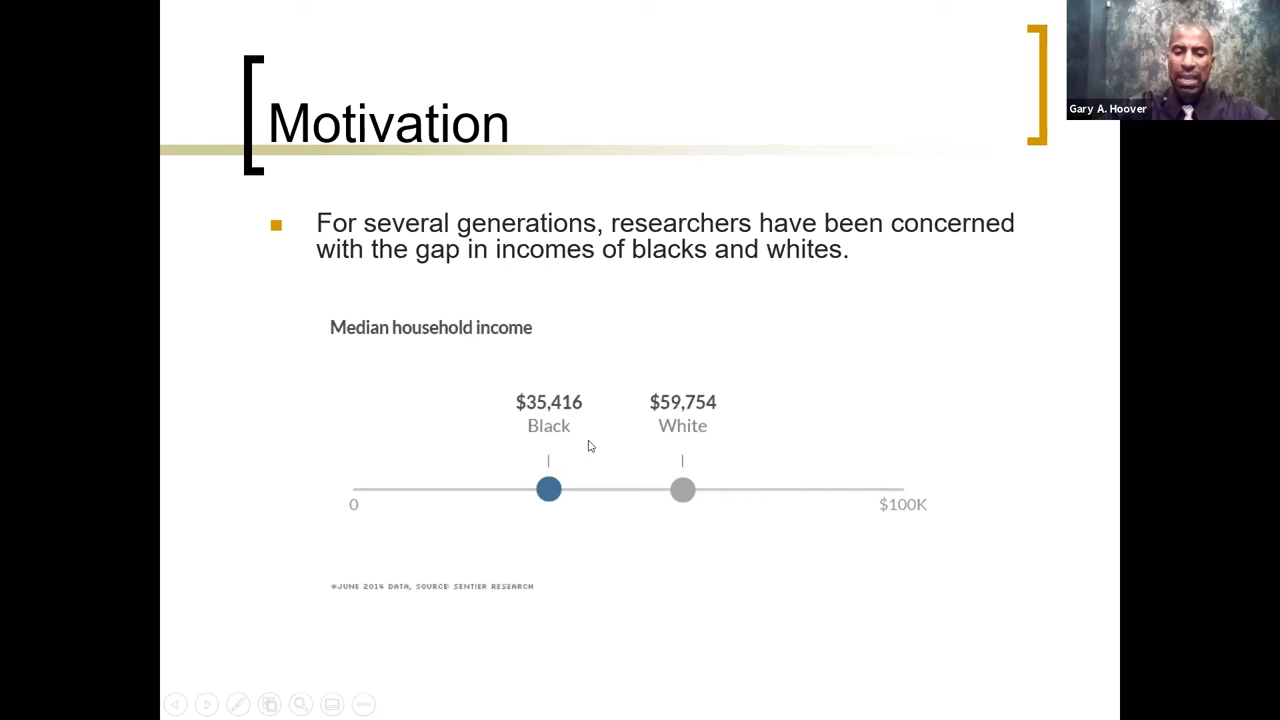 Motivation
Gary A. Hoover
For several generations, researchers have been concerned
with the gap in incomes of blacks and whites.
Median household income
$35,416 $59,754
Black White
0 $100K
*JUNE 2014 DATA, SOURCE: SENTIER RESEARCH